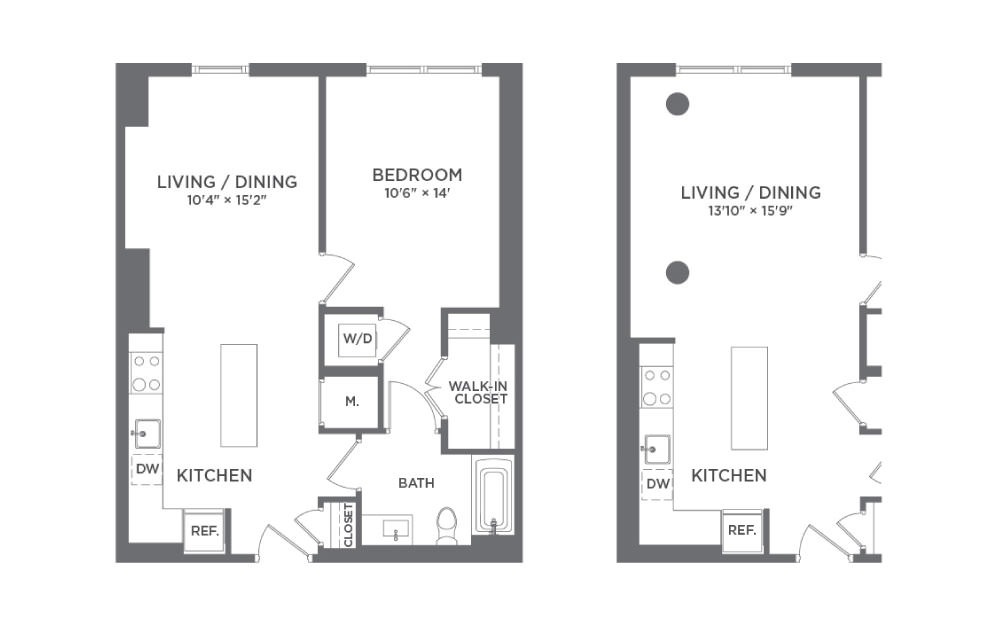 LIVING / DINING
10'4" × 15'2"
BEDROOM
10'6" × 14'
W/D
M.
WALK-IN
CLOSET
DW
KITCHEN
BATH
REF.
CLOSET
LIVING / DINING
13'10" × 15'9"
DW
KITCHEN
REF.